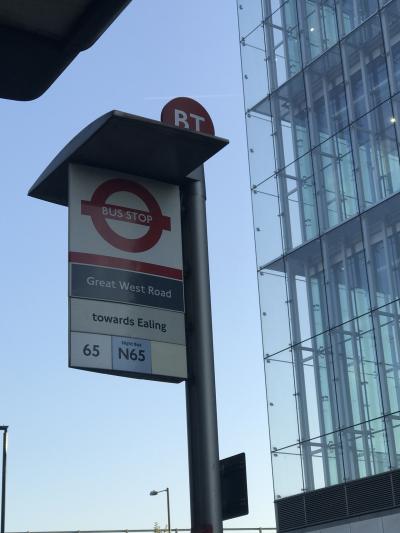 BT
BUS STOP
Great West Road
towards Ealing
65
Night Bus
N65